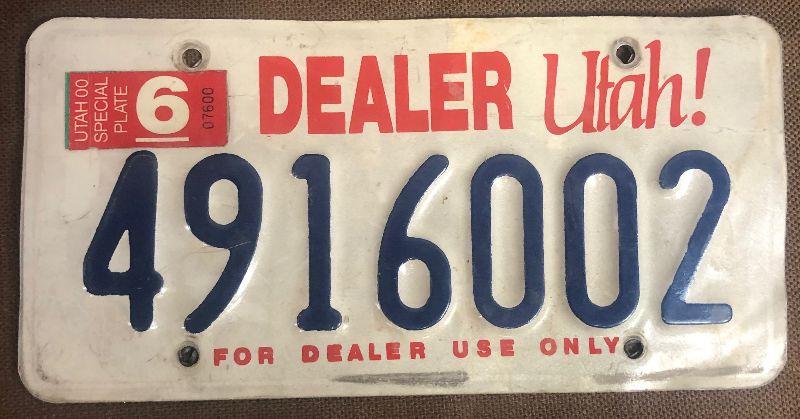 UTAH 00
SPECIAL
PLATE
6
07600
DEALER Utah!
4916002
FOR DEALER USE ONLY